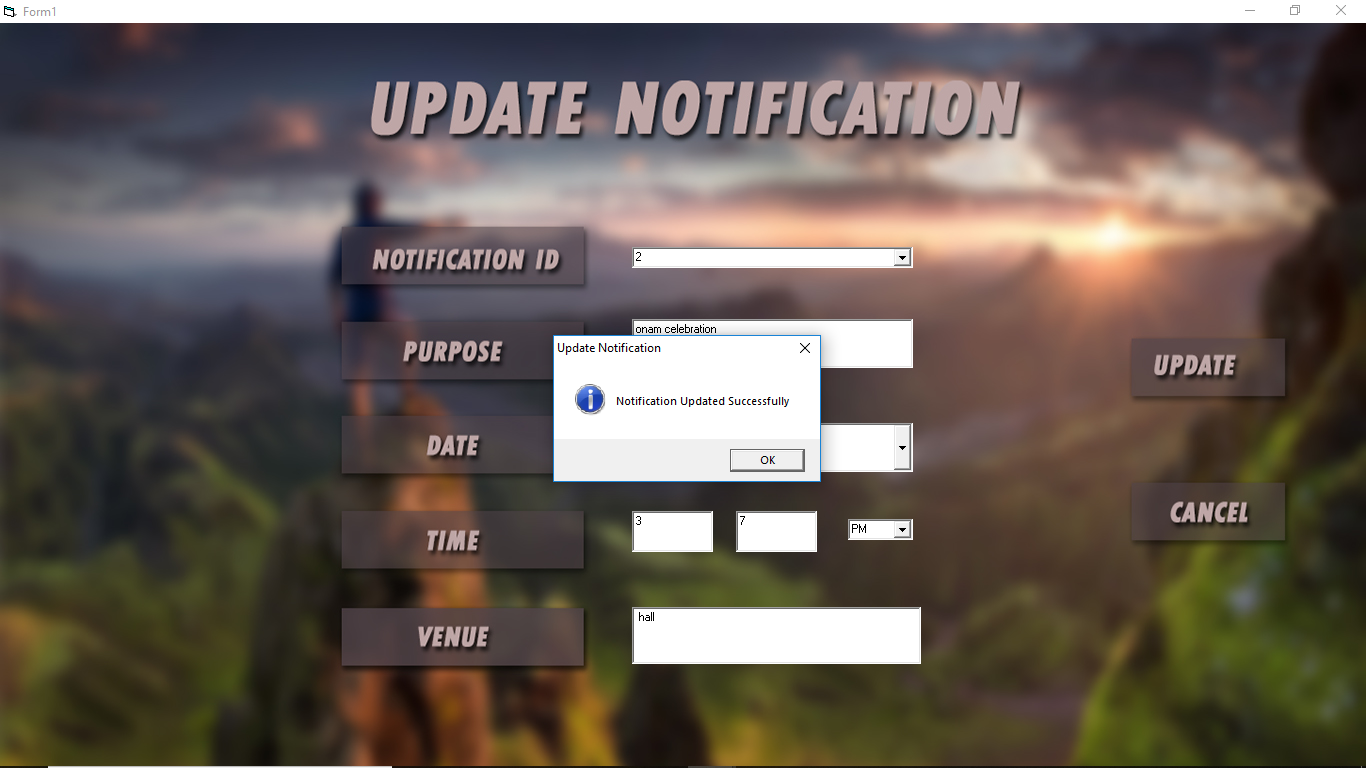 Form1
UPDATE NOTIFICATION
NOTIFICATION ID
2
PURPOSE
onam celebration
Update Notification
Notification Updated Successfully
OK
UPDATE
DATE
TIME
3
7
PM
CANCEL
VENUE
hall